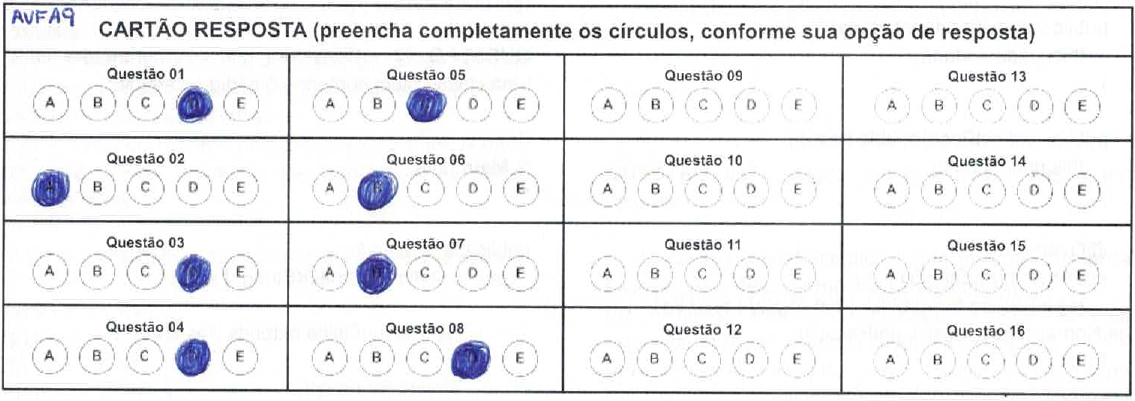 AVFA9
CARTÃO RESPOSTA (preencha completamente os círculos, conforme sua opção de resposta)
Questão 01 Questão 05 Questão 09 Questão 13
A B C E A B D E A B C D E A B C D E
Questão 02 Questão 06 Questão 10 Questão 14
A B C D E A B C D E A B C D E A B C D E
Questão 03 Questão 07 Questão 11 Questão 15
A B C D E A B C D E A B C D E A B C D E
Questão 04 Questão 08 Questão 12 Questão 16
A B C D E A B C E A B C D E A B C D E